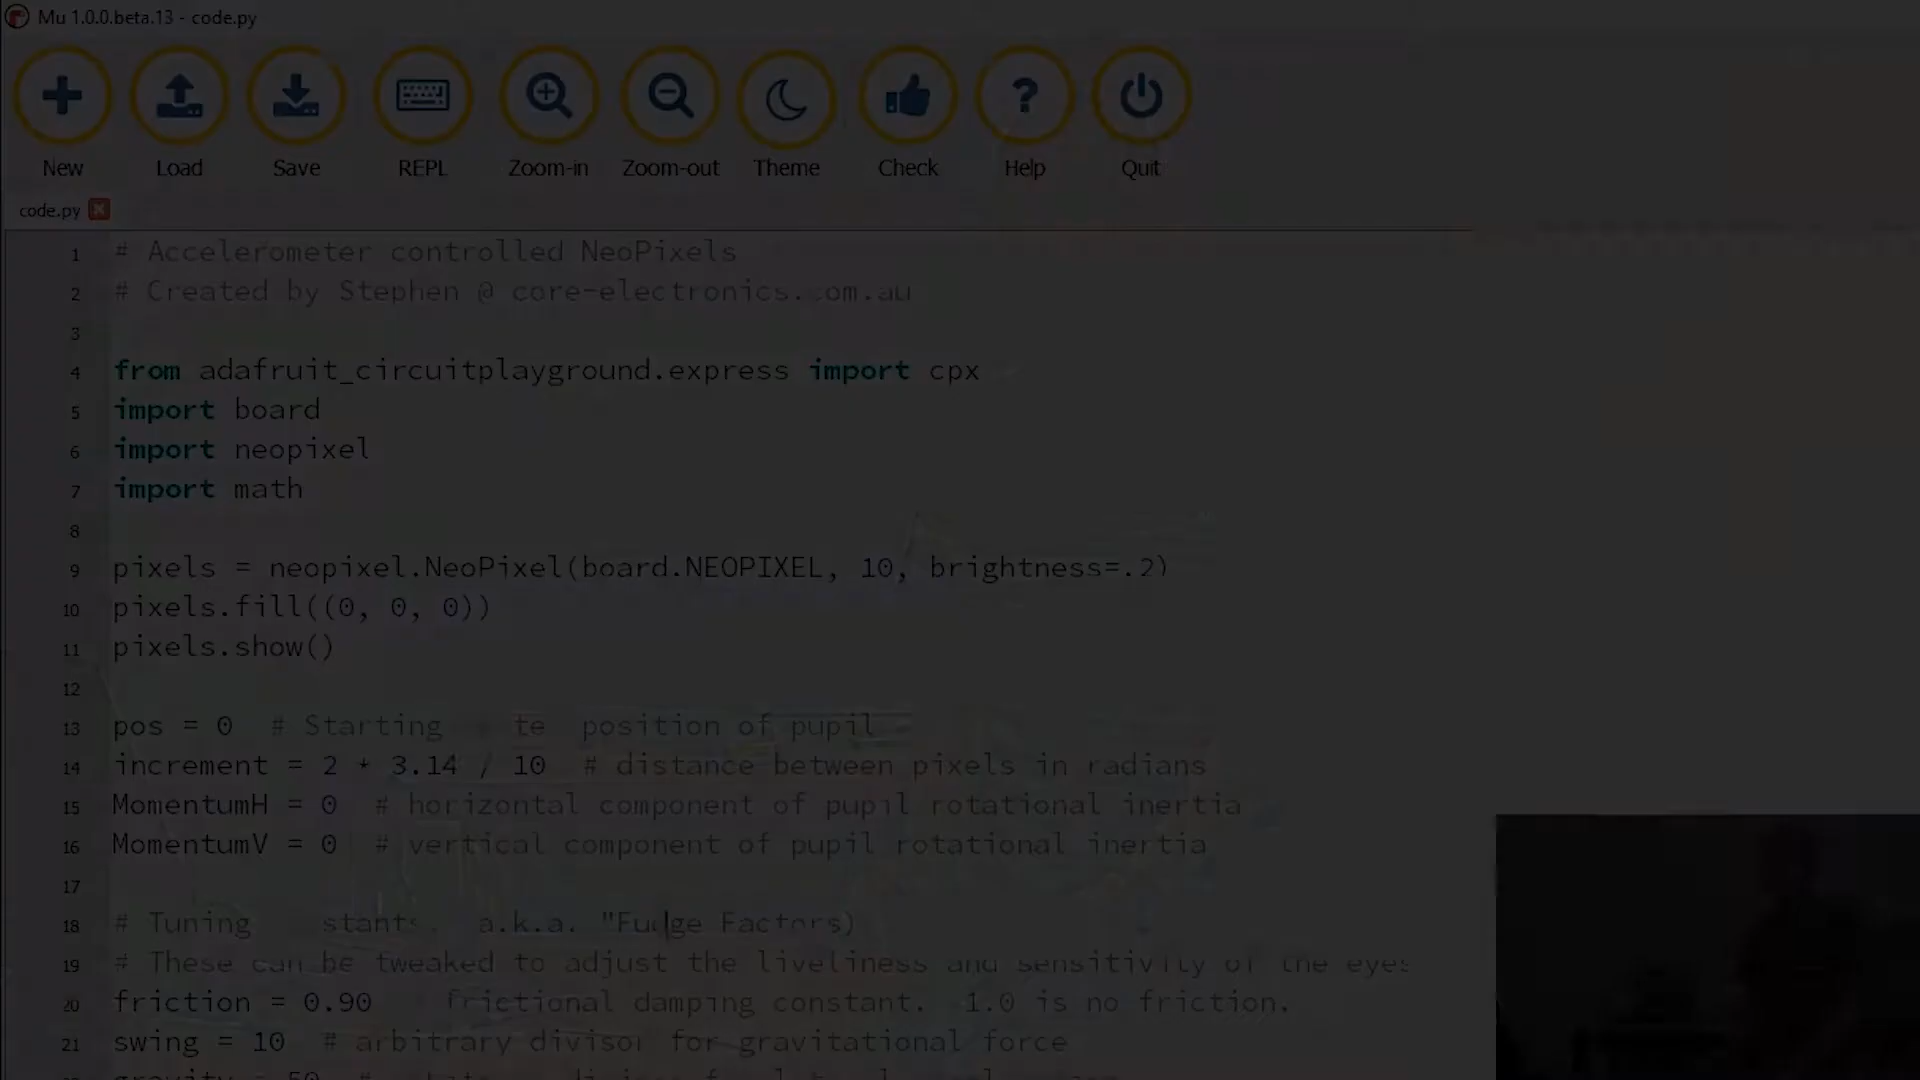 Mu 1.0.0.beta.13 - code.py
New Load Save REPL Zoom-in Zoom-out Theme Check Help Quit
code.py
1 # Accelerometer controlled NeoPixels
2 # Created by Stephen @ core-electronics.com.au
3
4 from adafruit_circuitplayground.express import cpx
5 import board
6 import neopixel
7 import math
8
9 pixels = neopixel.NeoPixel(board.NEOPIXEL, 10, brightness=.2)
10 pixels.fill((0, 0, 0))
11 pixels.show()
12
13 pos = 0 # Starting te position of pupil
14 increment = 2 * 3.14 / 10 # distance between pixels in radians
15 MomentumH = 0 # horizontal component of pupil rotational inertia
16 MomentumV = 0 # vertical component of pupil rotational inertia
17
18 # Tuning a.k.a. "Fudge Factors)
19 # These can be tweaked to adjust the liveliness and sensitivity of the eyes
20 friction = 0.90 frictional damping constant. 1.0 is no friction.
21 swing = 10 # arbitrary divisor for gravitational force